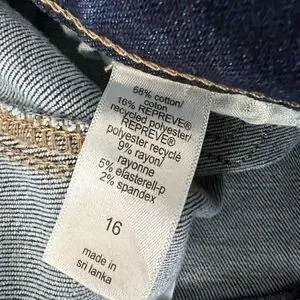 68% cotton/
coton
16% REPREVE®
recycled polyester/
REPREVE®
polyester recyclé
9% rayon/
rayonne
5% elasterell-p
2% spandex
16
made in
sri lanka